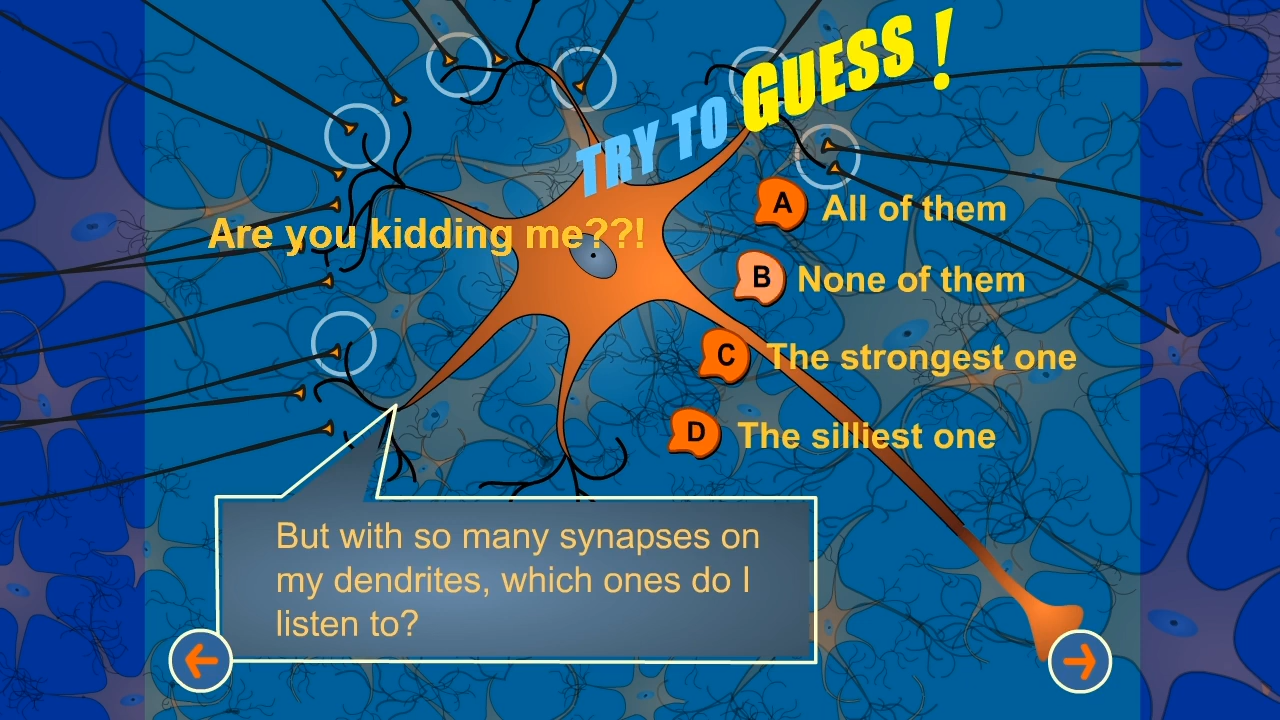 TRY TO GUESS!
A All of them
Are you kidding me??!
B None of them
C The strongest one
D The silliest one
But with so many synapses on
my dendrites, which ones do I
listen to?